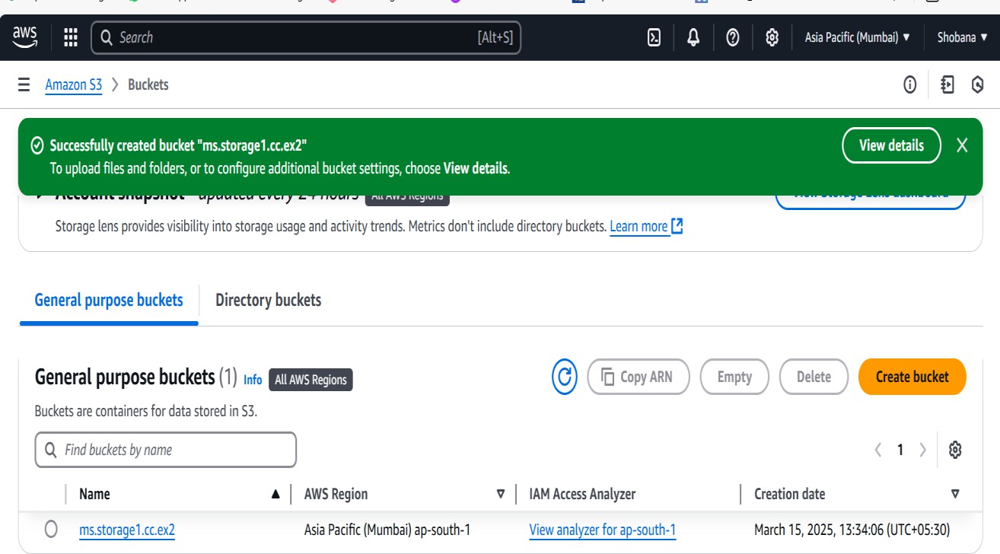 aws
Search [Alt+S]
Asia Pacific (Mumbai) ▼
Shobana ▼
Amazon S3 > Buckets
Successfully created bucket "ms.storage1.cc.ex2"
To upload files and folders, or to configure additional bucket settings, choose View details.
View details
Account snapshot - updated every 24 hours All AWS Regions
View Storage Lens dashboard
Storage lens provides visibility into storage usage and activity trends. Metrics don't include directory buckets. Learn more
General purpose buckets Directory buckets
General purpose buckets (1) Info All AWS Regions
Copy ARN Empty Delete Create bucket
Buckets are containers for data stored in S3.
Find buckets by name
1
Name AWS Region IAM Access Analyzer Creation date
ms.storage1.cc.ex2 Asia Pacific (Mumbai) ap-south-1 View analyzer for ap-south-1 March 15, 2025, 13:34:06 (UTC+05:30)